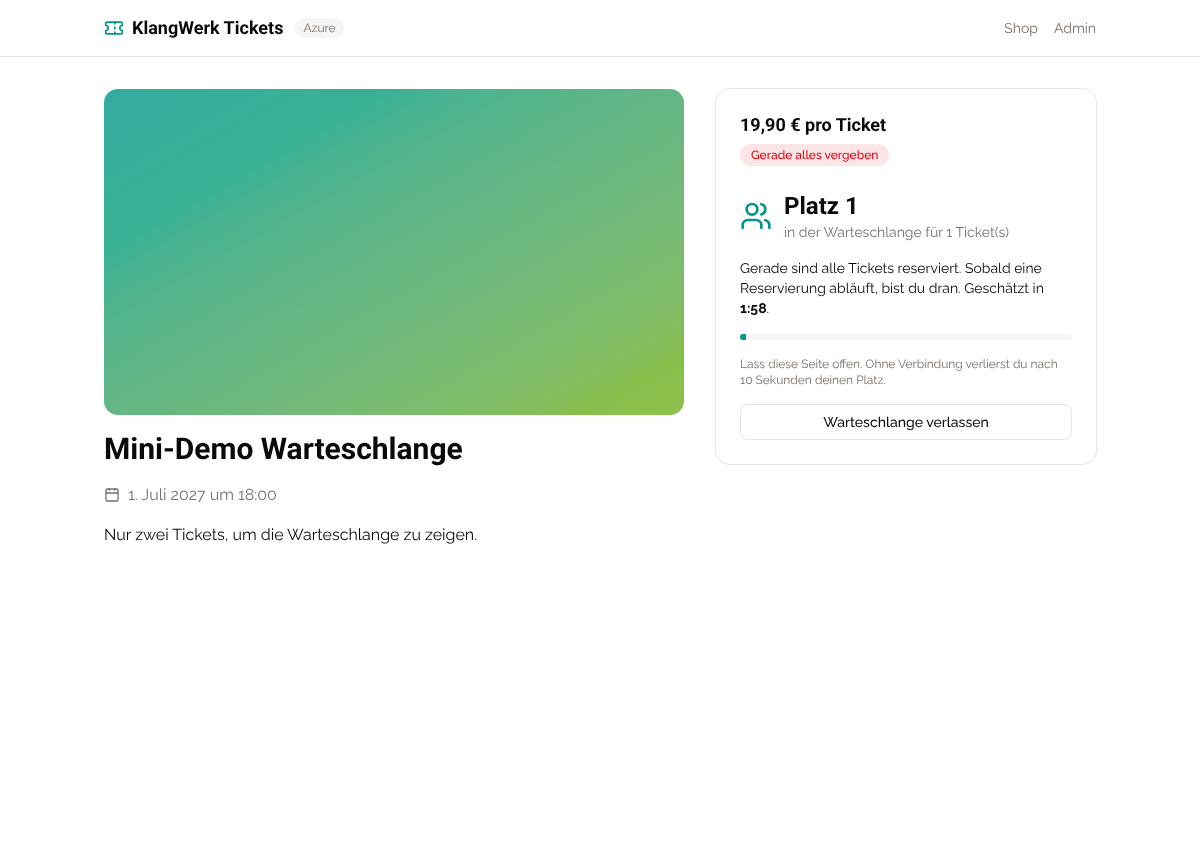 KlangWerk Tickets Azure Shop Admin
19,90 € pro Ticket
Gerade alles vergeben
Platz 1
in der Warteschlange für 1 Ticket(s)
Gerade sind alle Tickets reserviert. Sobald eine
Reservierung abläuft, bist du dran. Geschätzt in
1:58.
Lass diese Seite offen. Ohne Verbindung verlierst du nach
10 Sekunden deinen Platz.
Warteschlange verlassen
Mini-Demo Warteschlange
1. Juli 2027 um 18:00
Nur zwei Tickets, um die Warteschlange zu zeigen.